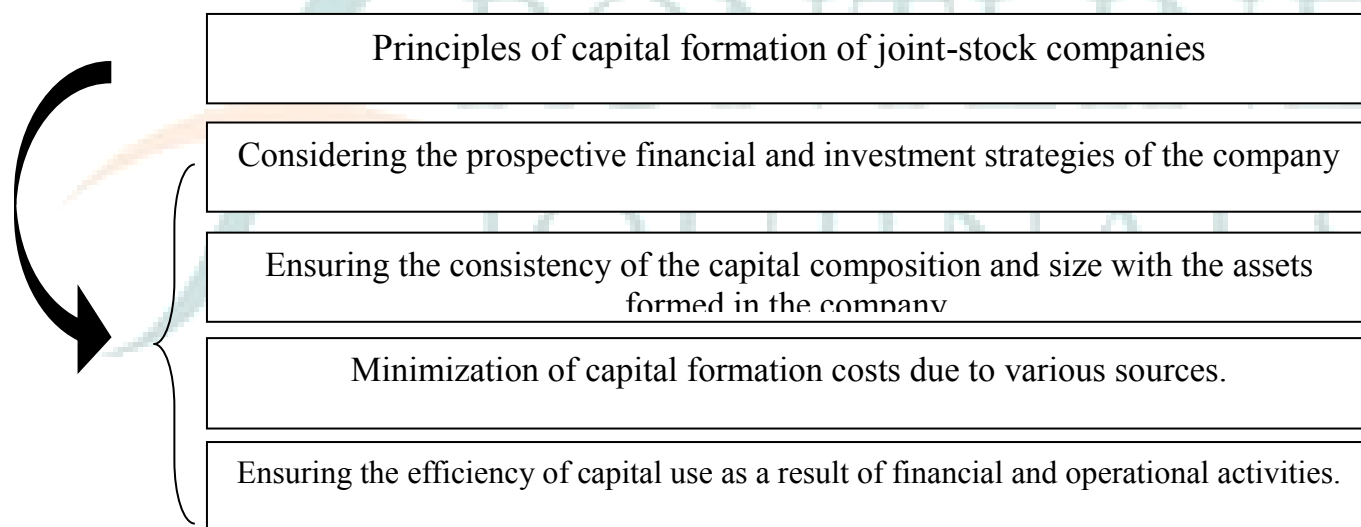 Principles of capital formation of joint-stock companies
Considering the prospective financial and investment strategies of the company
Ensuring the consistency of the capital composition and size with the assets
formed in the company
Minimization of capital formation costs due to various sources.
Ensuring the efficiency of capital use as a result of financial and operational activities.